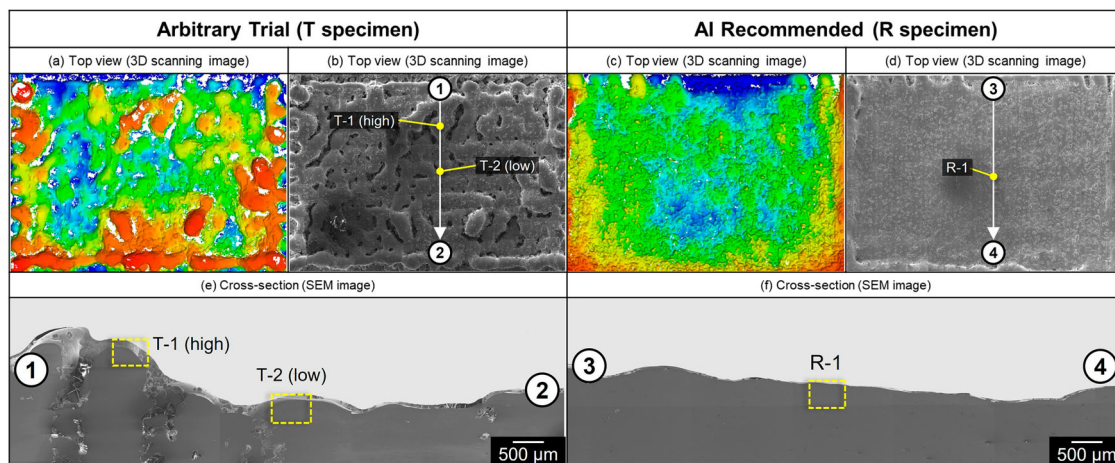 Arbitrary Trial (T specimen)
AI Recommended (R specimen)
(a) Top view (3D scanning image)
(b) Top view (3D scanning image)
(c) Top view (3D scanning image)
(d) Top view (3D scanning image)
1
T-1 (high)
T-2 (low)
2
3
R-1
4
(e) Cross-section (SEM image)
(f) Cross-section (SEM image)
1
T-1 (high)
T-2 (low)
2
500 µm
3
R-1
4
500 µm